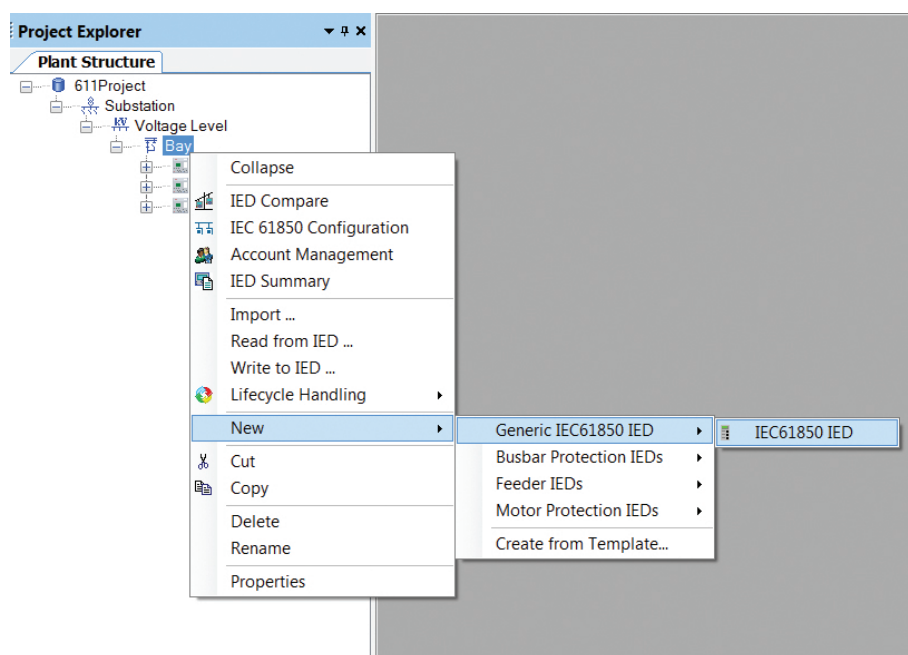 Project Explorer
Plant Structure
611Project
Substation
Voltage Level
Bay
Collapse
IED Compare
IEC 61850 Configuration
Account Management
IED Summary
Import ...
Read from IED ...
Write to IED ...
Lifecycle Handling
New
Cut
Copy
Delete
Rename
Properties
Generic IEC61850 IED
Busbar Protection IEDs
Feeder IEDs
Motor Protection IEDs
Create from Template...
IEC61850 IED